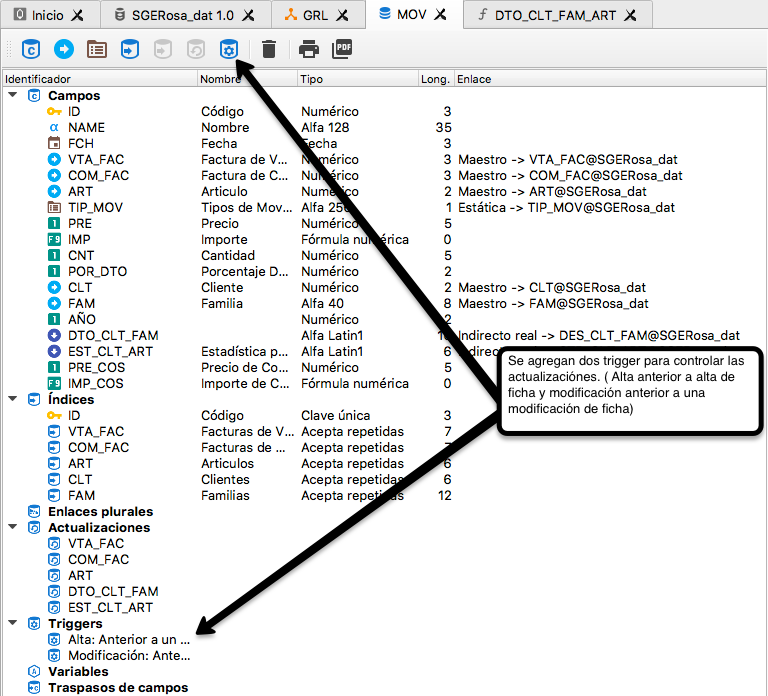 Inicio SGERosa_dat 1.0 GRL MOV DTO_CLT_FAM_ART
PDF
Identificador Nombre Tipo Long. Enlace
Campos
ID Código Numérico 3
NAME Nombre Alfa 128 35
FCH Fecha Fecha 3
VTA_FAC Factura de V... Numérico 3 Maestro -> VTA_FAC@SGERosa_dat
COM_FAC Factura de C... Numérico 3 Maestro -> COM_FAC@SGERosa_dat
ART Articulo Numérico 2 Maestro -> ART@SGERosa_dat
TIP_MOV Tipos de Mov... Alfa 256 1 Estática -> TIP_MOV@SGERosa_dat
PRE Precio Numérico 5
IMP Importe Fórmula numérica 0
CNT Cantidad Numérico 5
POR_DTO Porcentaje D... Numérico 2
CLT Cliente Numérico 2 Maestro -> CLT@SGERosa_dat
FAM Familia Alfa 40 8 Maestro -> FAM@SGERosa_dat
AÑO Numérico 2
DTO_CLT_FAM Alfa Latin1 Indirecto real -> DES_CLT_FAM@SGERosa_dat
EST_CLT_ART Estadística p... Alfa Latin1 6
PRE_COS Precio de Co... Numérico 5
IMP_COS Importe de C... Fórmula numérica 0
Se agregan dos trigger para controlar las
actualizaciónes. ( Alta anterior a alta de
ficha y modificación anterior a una
modificación de ficha)
Índices
ID Código Clave única 3
VTA_FAC Facturas de V... Acepta repetidas 7
COM_FAC Facturas de ... Acepta repetidas 7
ART Articulos Acepta repetidas 6
CLT Clientes Acepta repetidas 6
FAM Familias Acepta repetidas 12
Enlaces plurales
Actualizaciones
VTA_FAC
COM_FAC
ART
DTO_CLT_FAM
EST_CLT_ART
Triggers
Alta: Anterior a un ...
Modificación: Ante...
Variables
Traspasos de campos